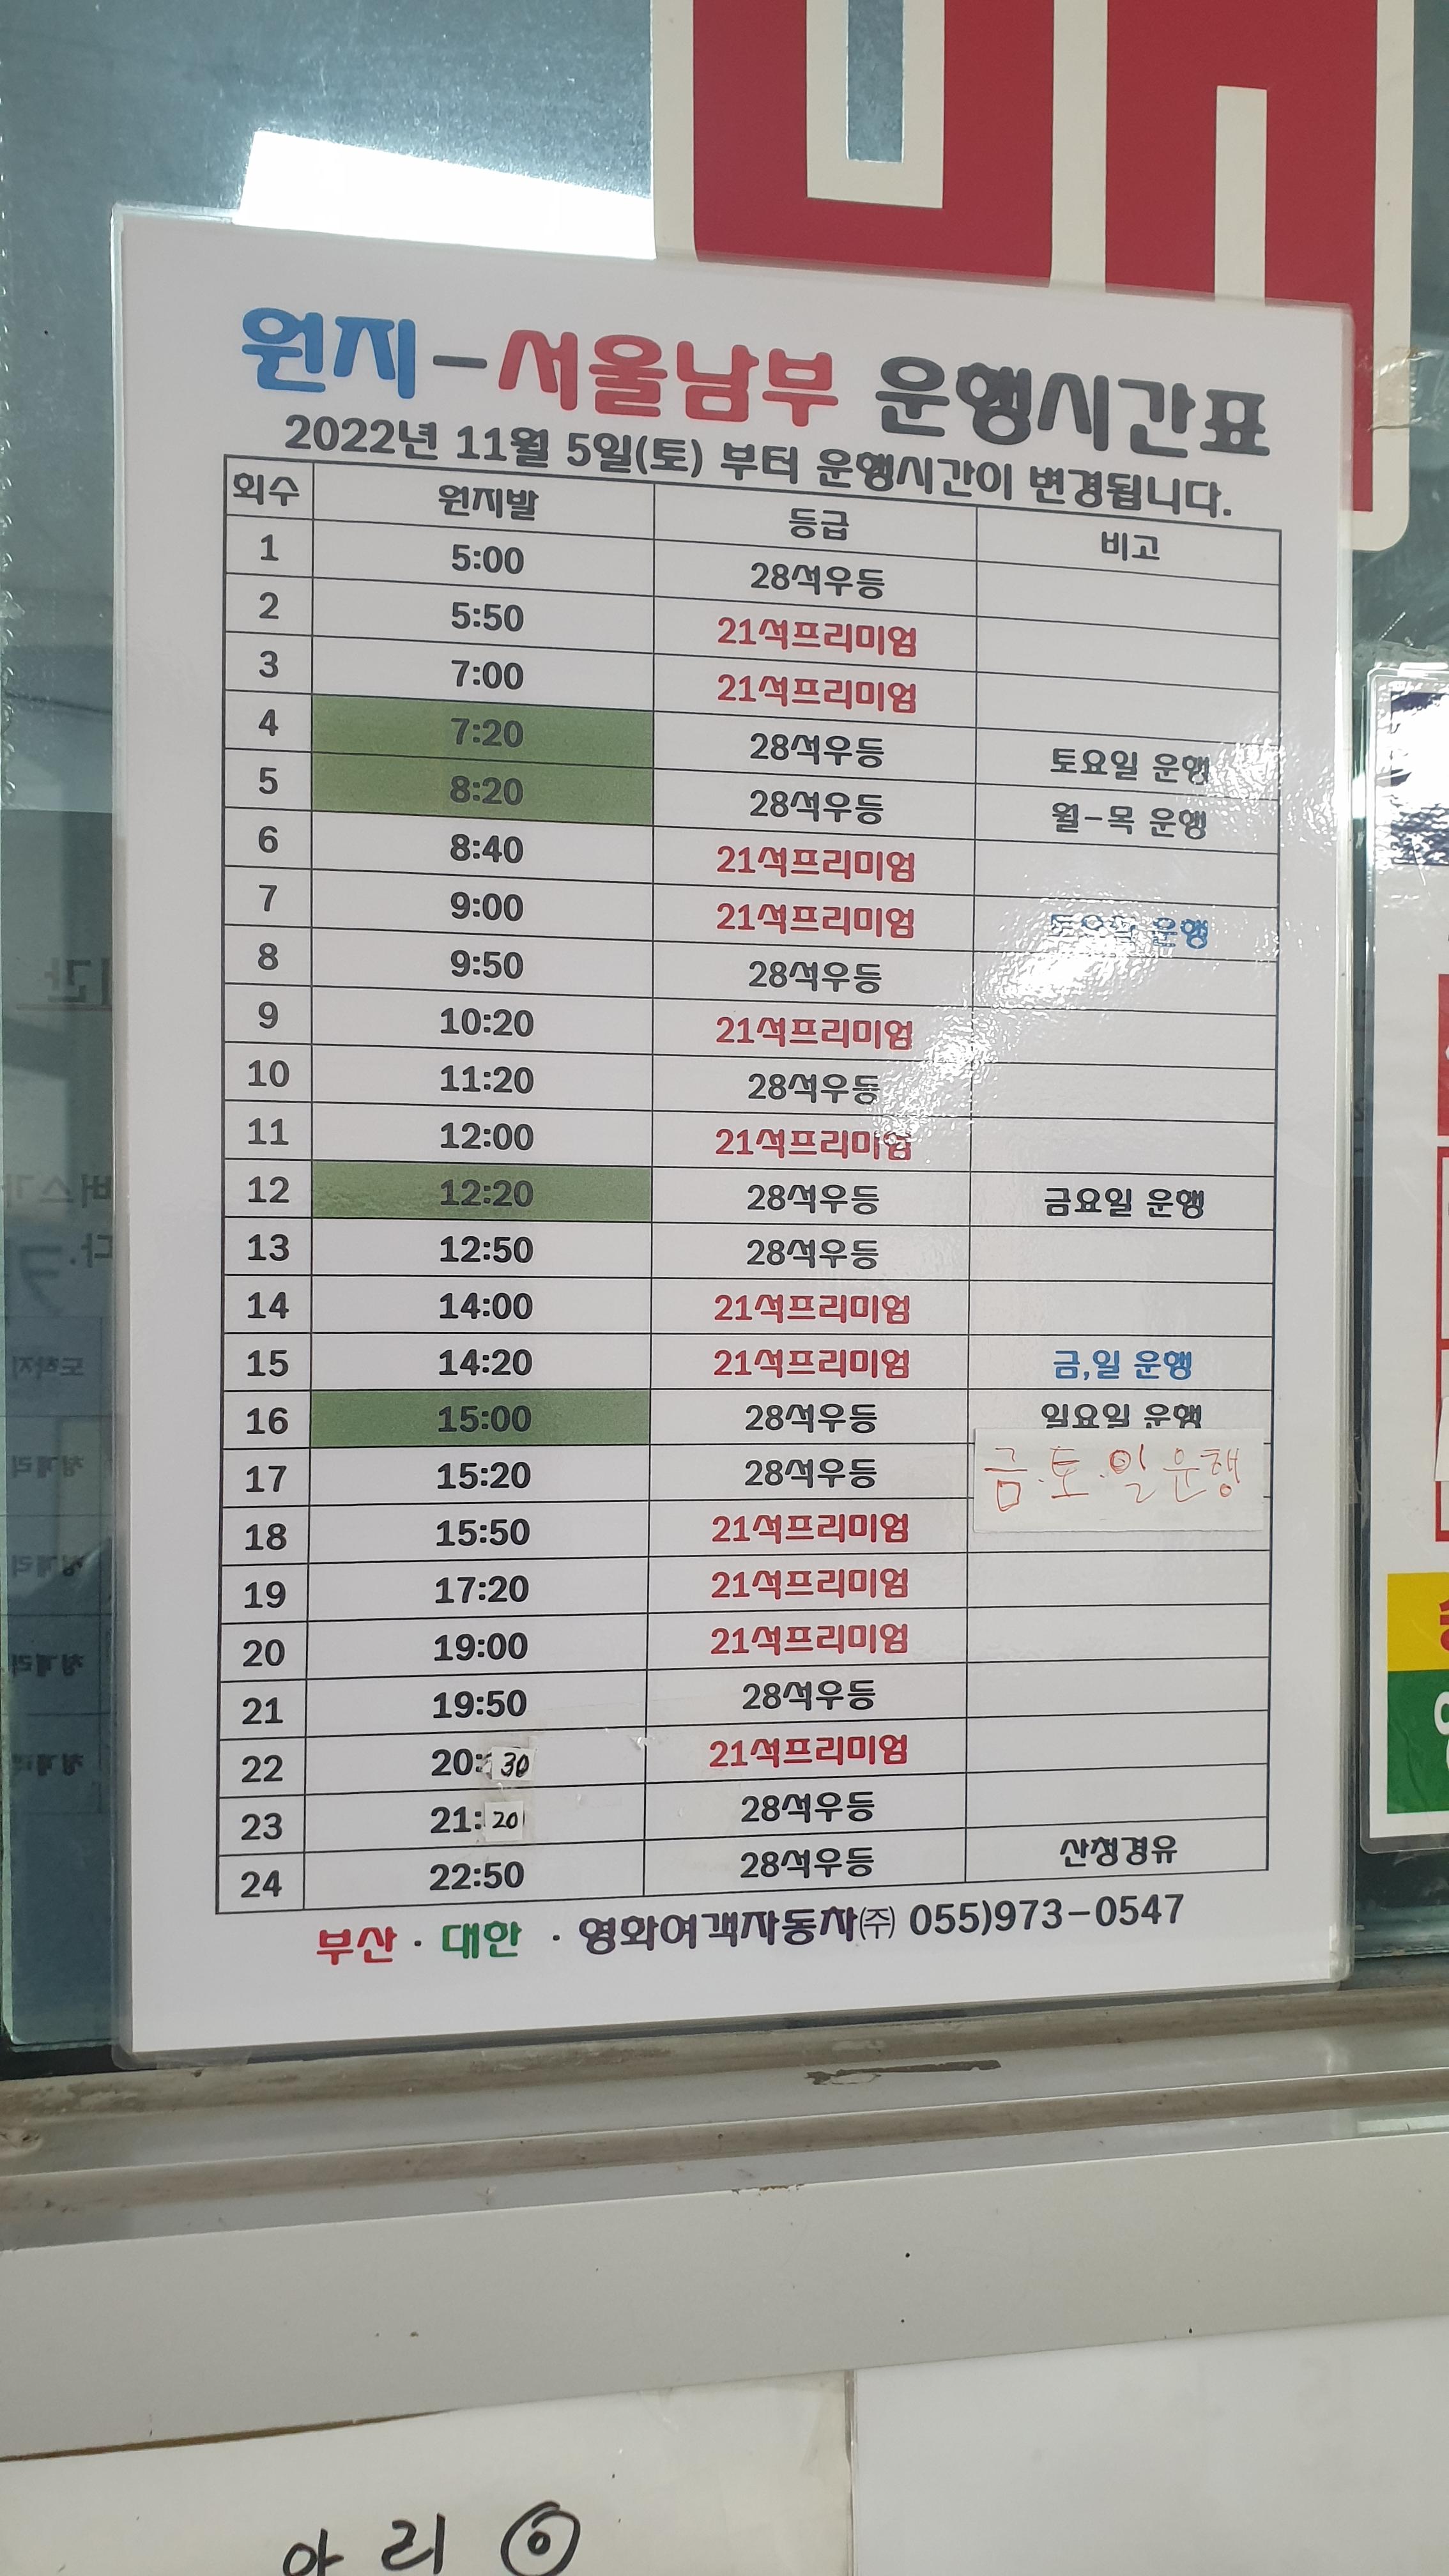 원지-서울남부 운행시간표
2022년 11월 5일(토) 부터 운행시간이 변경됩니다.
회수 원지발 등급 비고
1 5:00 28석우등
2 5:50 21석프리미엄
3 7:00 21석프리미엄
4 7:20 28석우등 토요일 운행
5 8:20 28석우등 월-목 운행
6 8:40 21석프리미엄
7 9:00 21석프리미엄 토요일 운행
8 9:50 28석우등
9 10:20 21석프리미엄
10 11:20 28석우등
11 12:00 21석프리미엄
12 12:20 28석우등 금요일 운행
13 12:50 28석우등
14 14:00 21석프리미엄
15 14:20 21석프리미엄 금,일 운행
16 15:00 28석우등 일요일 운행
17 15:20 28석우등 금.토.일운행
18 15:50 21석프리미엄
19 17:20 21석프리미엄
20 19:00 21석프리미엄
21 19:50 28석우등
22 20:30 21석프리미엄
23 21:20 28석우등
24 22:50 28석우등 산청경유
부산 · 대한 · 영화여객자동차㈜ 055)973-0547